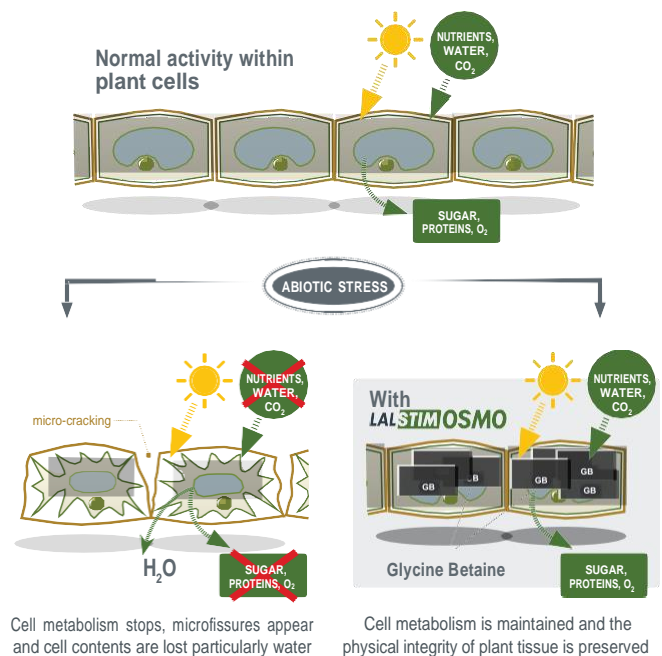 Normal activity within
plant cells
NUTRIENTS,
WATER,
CO₂
SUGAR,
PROTEINS, O₂
ABIOTIC STRESS
NUTRIENTS,
WATER,
CO₂
micro-cracking
H₂O
SUGAR,
PROTEINS, O₂
Cell metabolism stops, microfissures appear
and cell contents are lost particularly water
With
LALSTIM OSMO
NUTRIENTS,
WATER,
CO₂
GB
GB
GB
GB
GB
Glycine Betaine
SUGAR,
PROTEINS, O₂
Cell metabolism is maintained and the
physical integrity of plant tissue is preserved